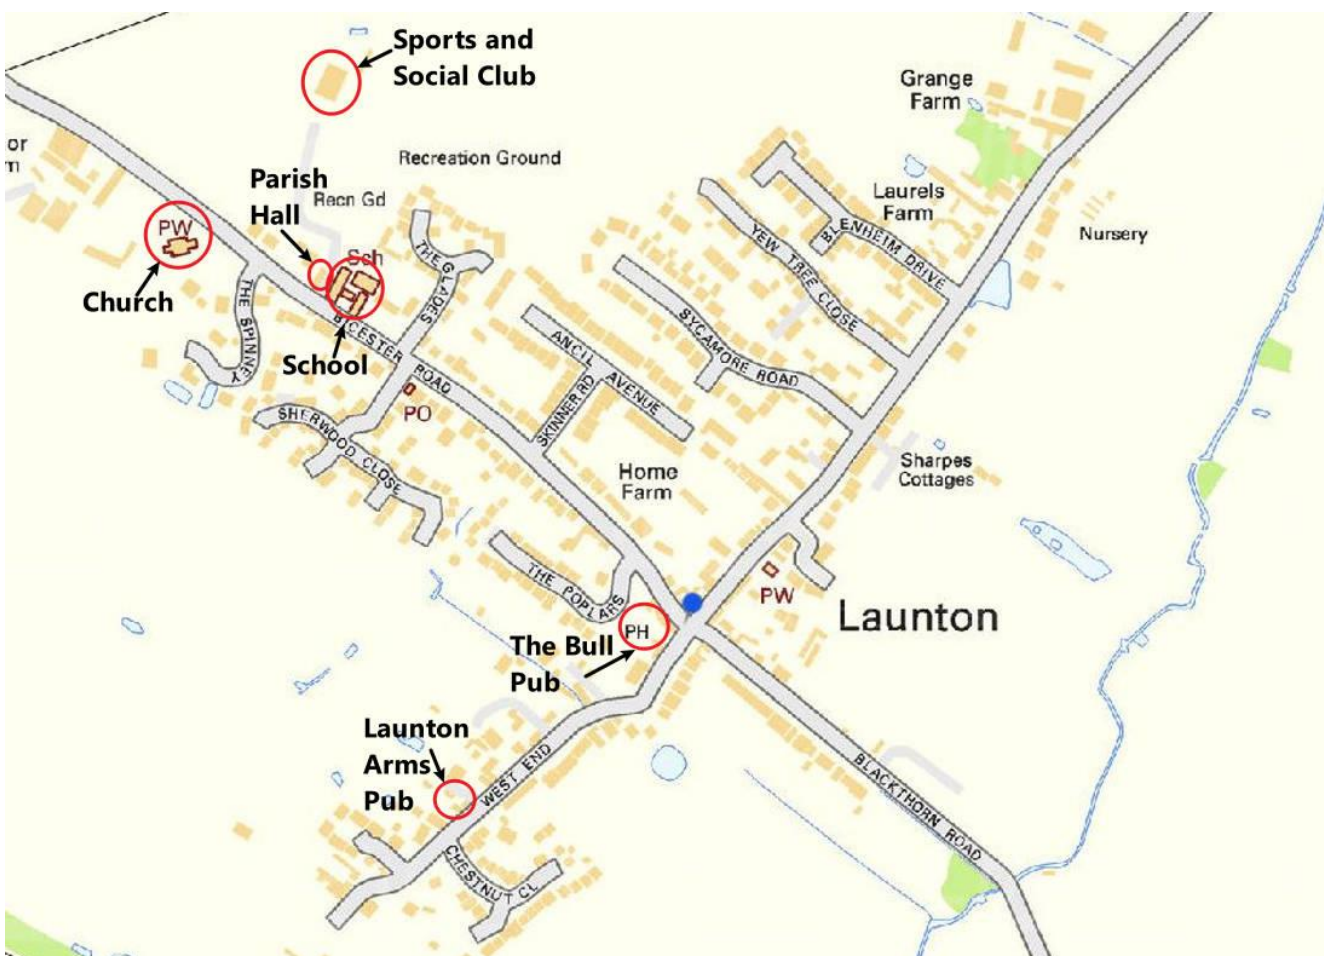 Sports and
Social Club
Grange
Farm
or
m
Recreation Ground
Parish
Hall
Recn Gd
Laurels
Farm
PW
Nursery
BLENHEIM DRIVE
YEW TREE CLOSE
THE GLADES
Sch
Church
THE SPINNEY
School
BICESTER ROAD
SYCAMORE ROAD
ANCIL AVENUE
SKINNER RD
PO
SHERWOOD CLOSE
Home
Farm
Sharpes
Cottages
THE POPLARS
PW
Launton
PH
The Bull
Pub
Launton
Arms
Pub
WEST END
BLACKTHORN ROAD
CHESTNUT CL